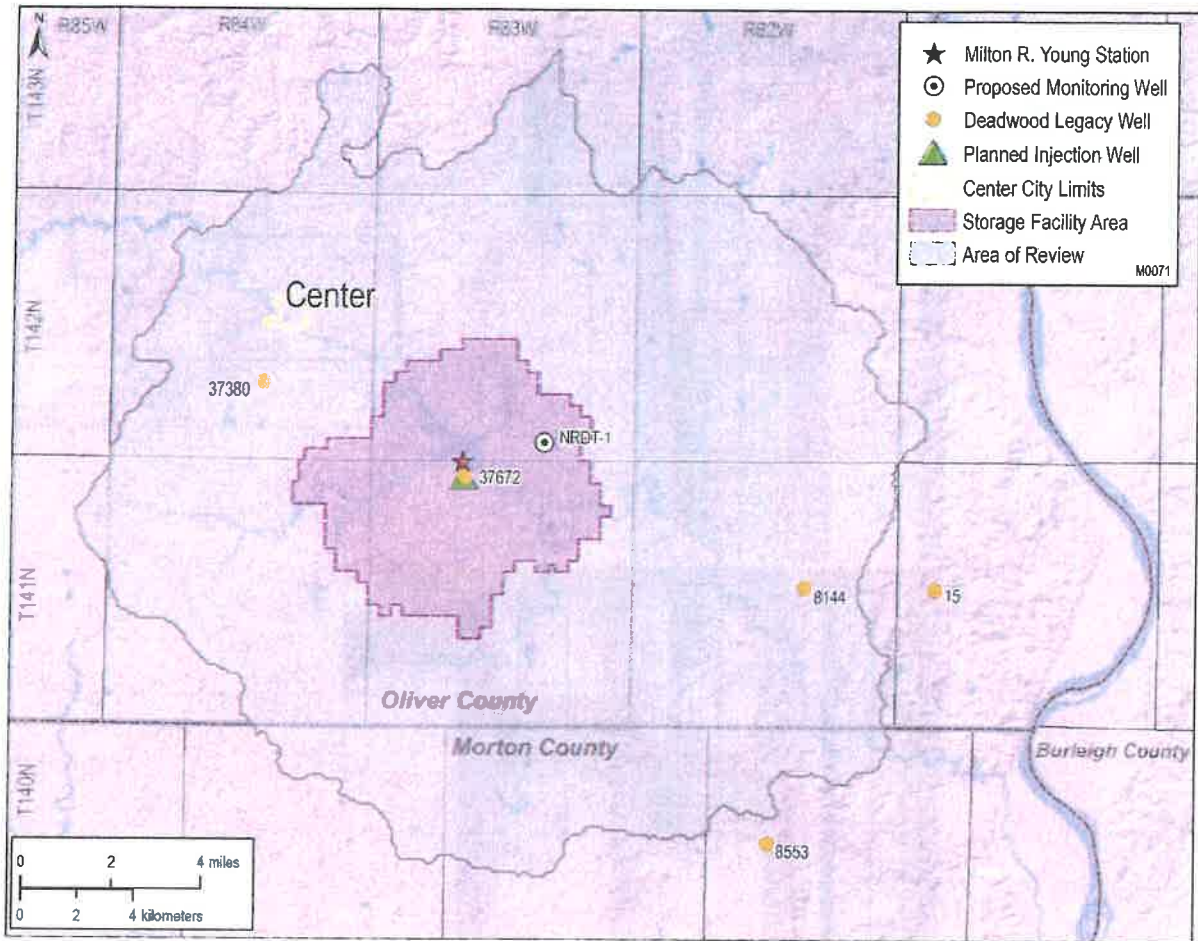 N
R85W
R84W
R83W
R82W
T143N
T142N
T141N
T140N
Milton R. Young Station
Proposed Monitoring Well
Deadwood Legacy Well
Planned Injection Well
Center City Limits
Storage Facility Area
Area of Review
M0071
Center
37380
NRDT-1
37672
8144
15
Oliver County
Morton County
Burleigh County
8553
0 2 4 miles
0 2 4 kilometers